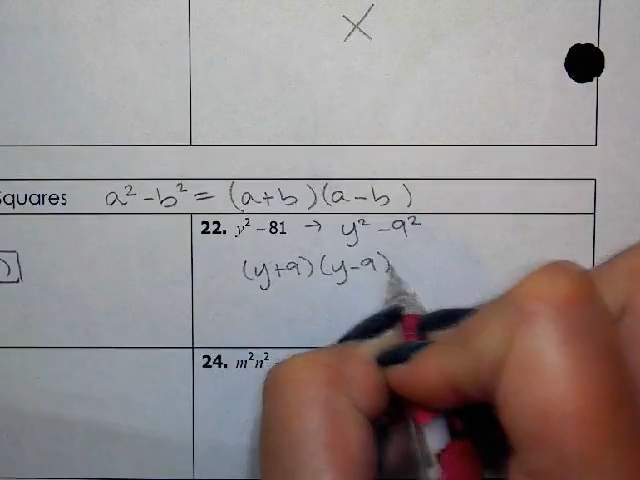 x
Squares a² - b² = (a+b)(a-b)
22. y² – 81 → y² - 9²
(y+9)(y-9)
24. m²n²